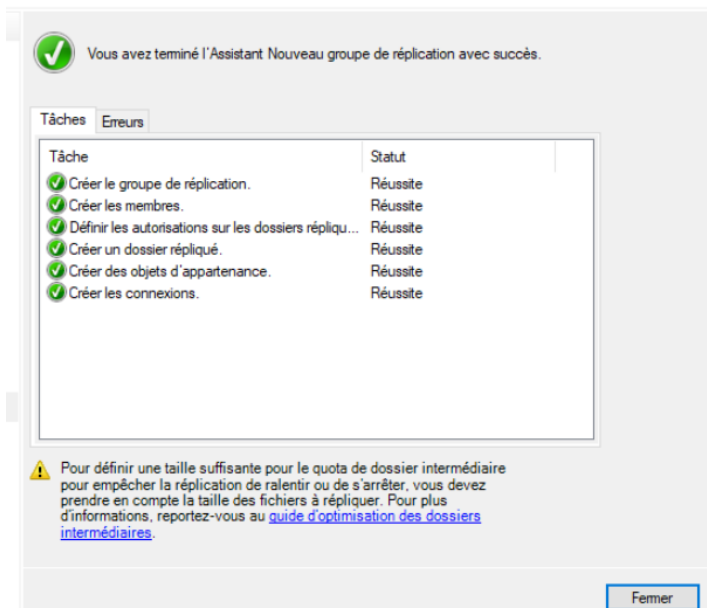 Vous avez terminé l'Assistant Nouveau groupe de réplication avec succès.
Tâches Erreurs
Tâche Statut
Créer le groupe de réplication. Réussite
Créer les membres. Réussite
Définir les autorisations sur les dossiers répliqu... Réussite
Créer un dossier répliqué. Réussite
Créer des objets d'appartenance. Réussite
Créer les connexions. Réussite
Pour définir une taille suffisante pour le quota de dossier intermédiaire
pour empêcher la réplication de ralentir ou de s'arrêter, vous devez
prendre en compte la taille des fichiers à répliquer. Pour plus
d'informations, reportez-vous au guide d'optimisation des dossiers
intermédiaires.
Fermer